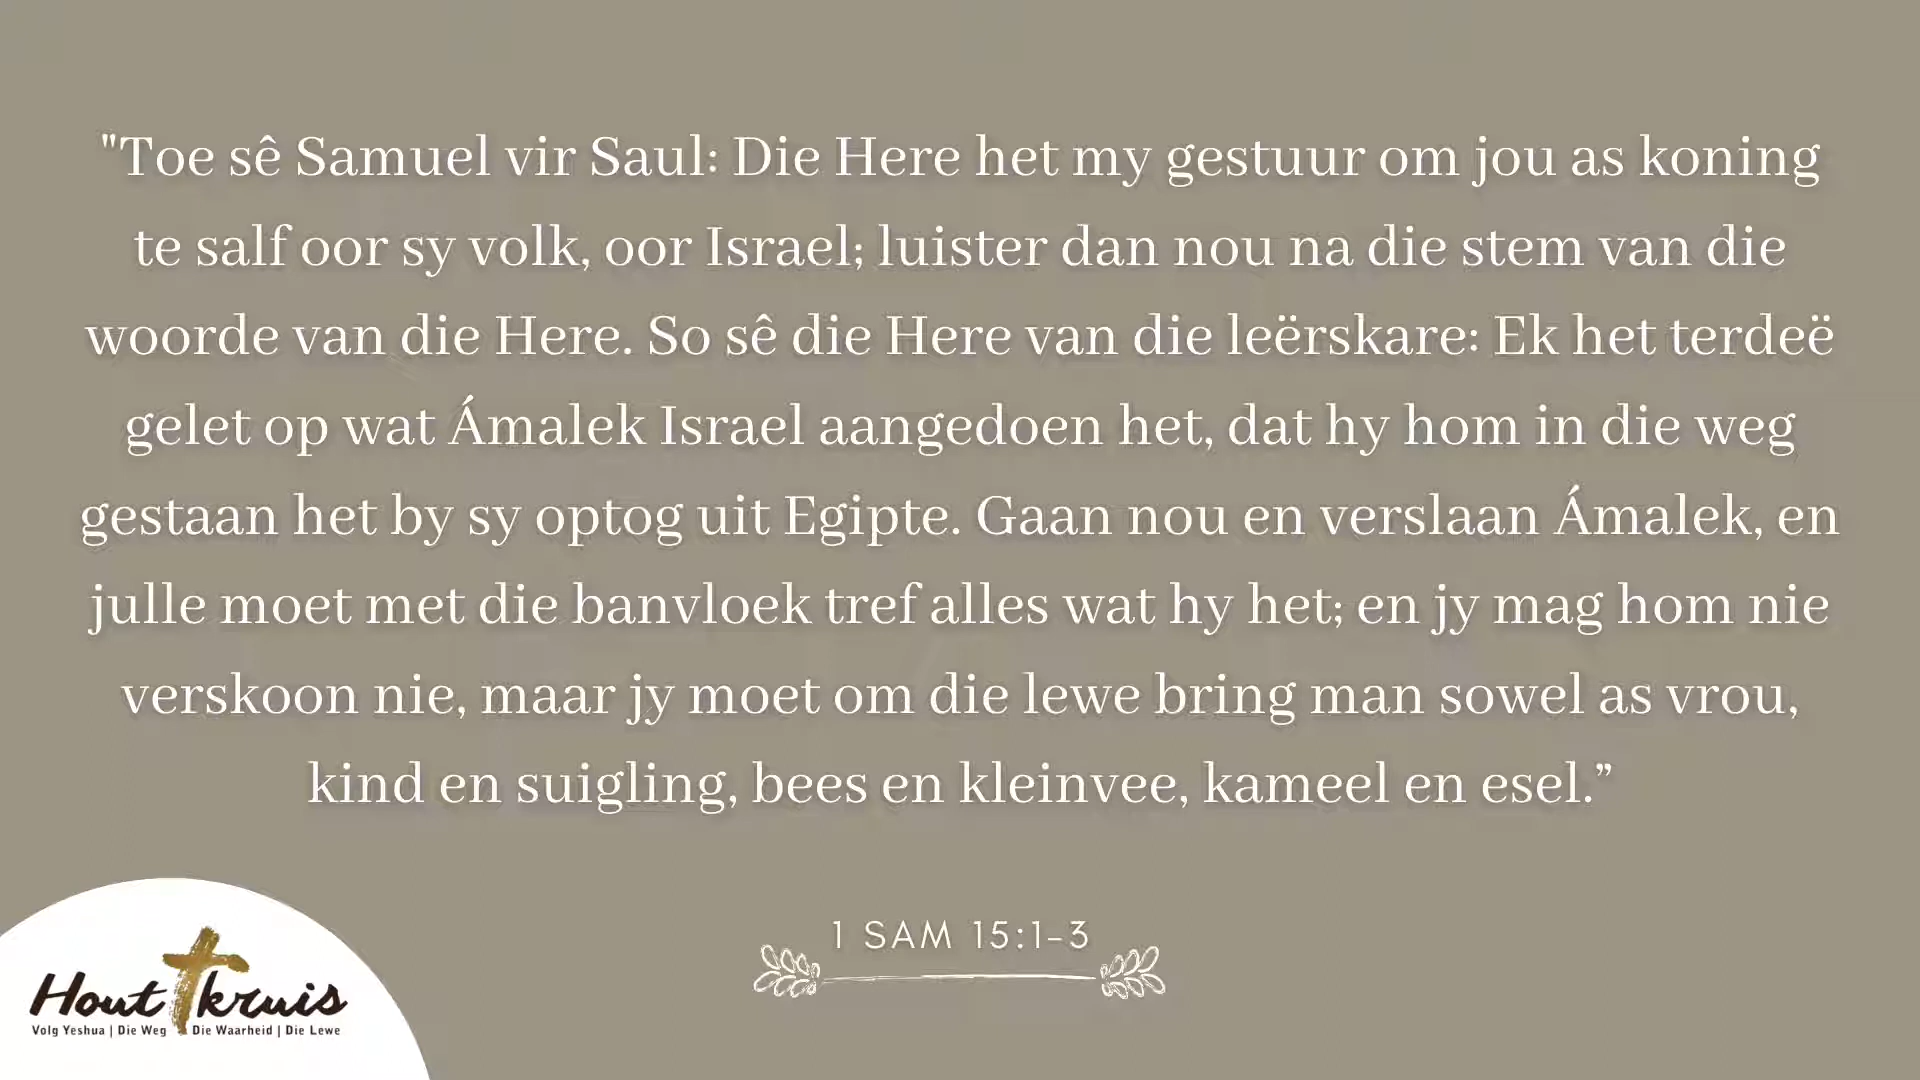 "Toe sê Samuel vir Saul: Die Here het my gestuur om jou as koning
te salf oor sy volk, oor Israel; luister dan nou na die stem van die
woorde van die Here. So sê die Here van die leërskare: Ek het terdeë
gelet op wat Ámalek Israel aangedoen het, dat hy hom in die weg
gestaan het by sy optog uit Egipte. Gaan nou en verslaan Ámalek, en
julle moet met die banvloek tref alles wat hy het; en jy mag hom nie
verskoon nie, maar jy moet om die lewe bring man sowel as vrou,
kind en suigling, bees en kleinvee, kameel en esel.”
1 SAM 15:1-3
Hout kruis
Volg Yeshua | Die Weg Die Waarheid | Die Lewe